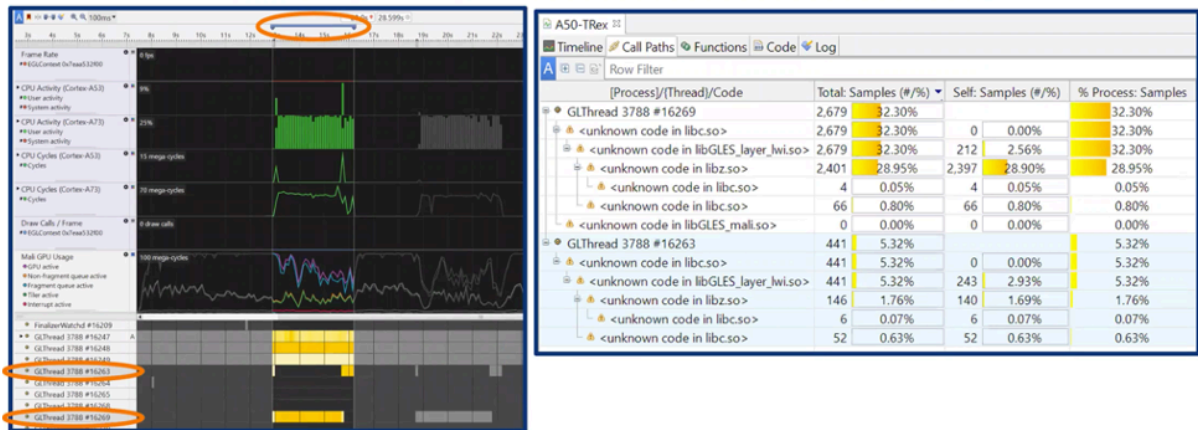 A 100ms
28.599s
3s 4s 5s 6s 7s 8s 9s 10s 11s 12s 14s 15s 17s 18s 19s 20s 21s 22s
Frame Rate
EGLContext 0x7eaa532f00
0 fps
CPU Activity (Cortex-A53)
User activity
System activity
9%
CPU Activity (Cortex-A73)
User activity
System activity
25%
CPU Cycles (Cortex-A53)
Cycles
15 mega-cycles
CPU Cycles (Cortex-A73)
Cycles
70 mega-cycles
Draw Calls / Frame
EGLContext 0x7eaa532f00
0 draw calls
Mali GPU Usage
GPU active
Non-fragment queue active
Fragment queue active
Tiler active
Interrupt active
100 mega-cycles
FinalizerWatchd #16209
GLThread 3788 #16247 A
GLThread 3788 #16248
GLThread 3788 #16249
GLThread 3788 #16263
GLThread 3788 #16264
GLThread 3788 #16265
GLThread 3788 #16268
GLThread 3788 #16269
A50-TRex
Timeline Call Paths Functions Code Log
A Row Filter
[Process]/{Thread}/Code Total: Samples (#/%) Self: Samples (#/%) % Process: Samples
GLThread 3788 #16269 2,679 32.30% 32.30%
<unknown code in libc.so> 2,679 32.30% 0 0.00% 32.30%
<unknown code in libGLES_layer_lwi.so> 2,679 32.30% 212 2.56% 32.30%
<unknown code in libz.so> 2,401 28.95% 2,397 28.90% 28.95%
<unknown code in libc.so> 4 0.05% 4 0.05% 0.05%
<unknown code in libc.so> 66 0.80% 66 0.80% 0.80%
<unknown code in libGLES_mali.so> 0 0.00% 0 0.00% 0.00%
GLThread 3788 #16263 441 5.32% 5.32%
<unknown code in libc.so> 441 5.32% 0 0.00% 5.32%
<unknown code in libGLES_layer_lwi.so> 441 5.32% 243 2.93% 5.32%
<unknown code in libz.so> 146 1.76% 140 1.69% 1.76%
<unknown code in libc.so> 6 0.07% 6 0.07% 0.07%
<unknown code in libc.so> 52 0.63% 52 0.63% 0.63%